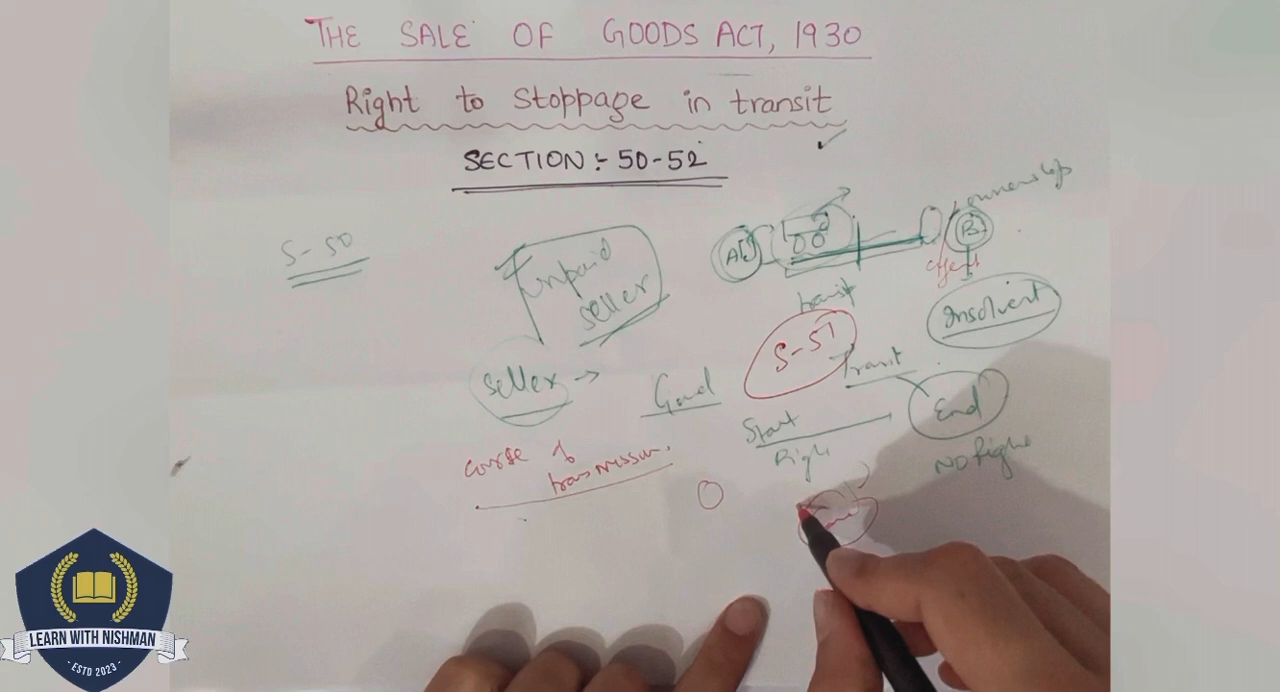 THE SALE OF GOODS ACT, 1930
Right to Stoppage in transit
SECTION :- 50-52
S-50
Unpaid
seller
A
B
ownership
transit
Insolvent
S-51
Transit
seller →
Good
Start
End
Right
No Right
course of
transmission.
LEARN WITH NISHMAN
- ESTD 2023 -